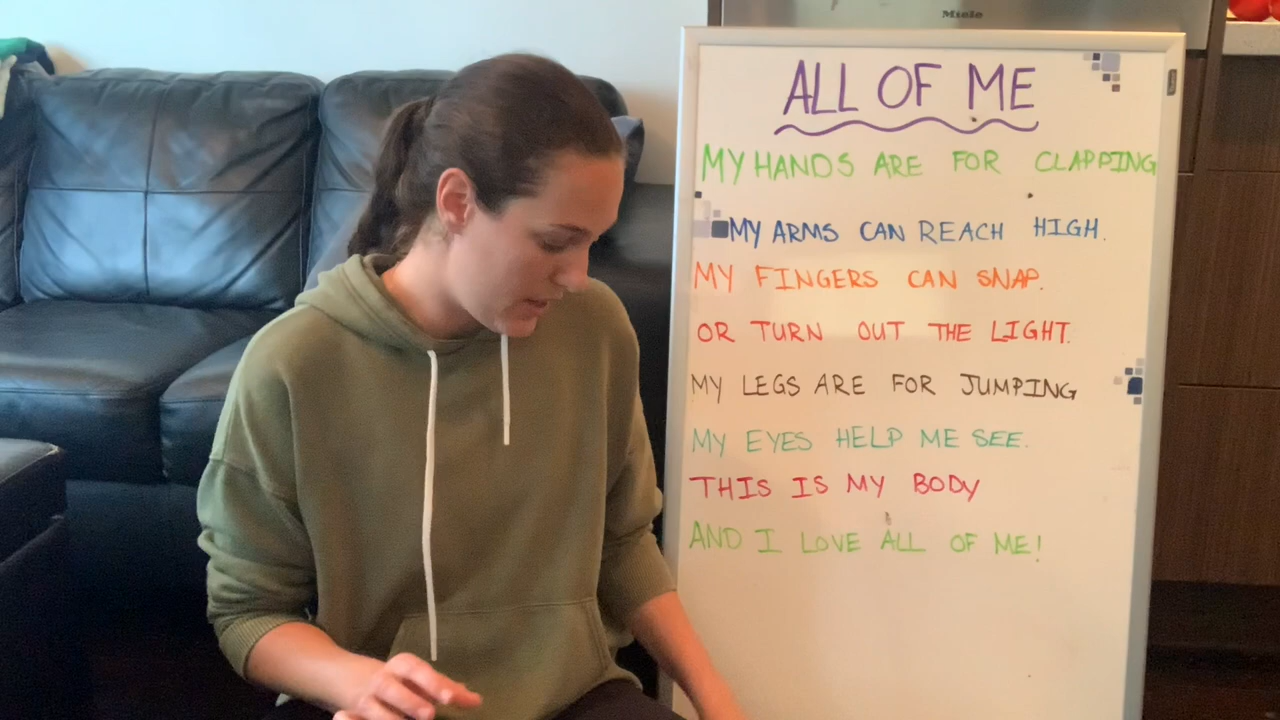 Miele
ALL OF ME
MY HANDS ARE FOR CLAPPING
MY ARMS CAN REACH HIGH.
MY FINGERS CAN SNAP.
OR TURN OUT THE LIGHT.
MY LEGS ARE FOR JUMPING
MY EYES HELP ME SEE.
THIS IS MY BODY
AND I LOVE ALL OF ME!